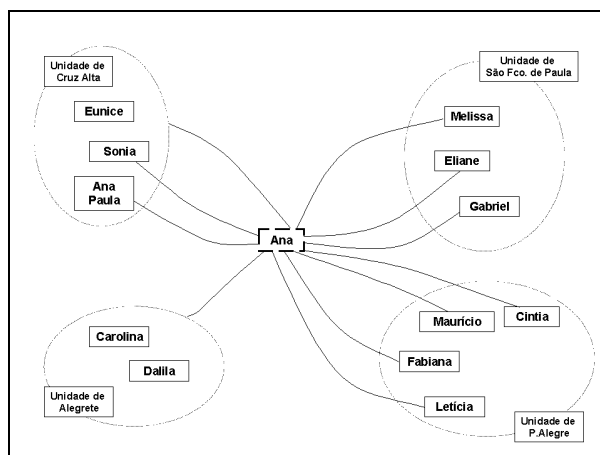 Unidade de
Cruz Alta
Eunice
Sonia
Ana
Paula
Unidade de
São Fco. de Paula
Melissa
Eliane
Gabriel
Ana
Carolina
Dalila
Unidade de
Alegrete
Maurício
Cintia
Fabiana
Letícia
Unidade de
P.Alegre